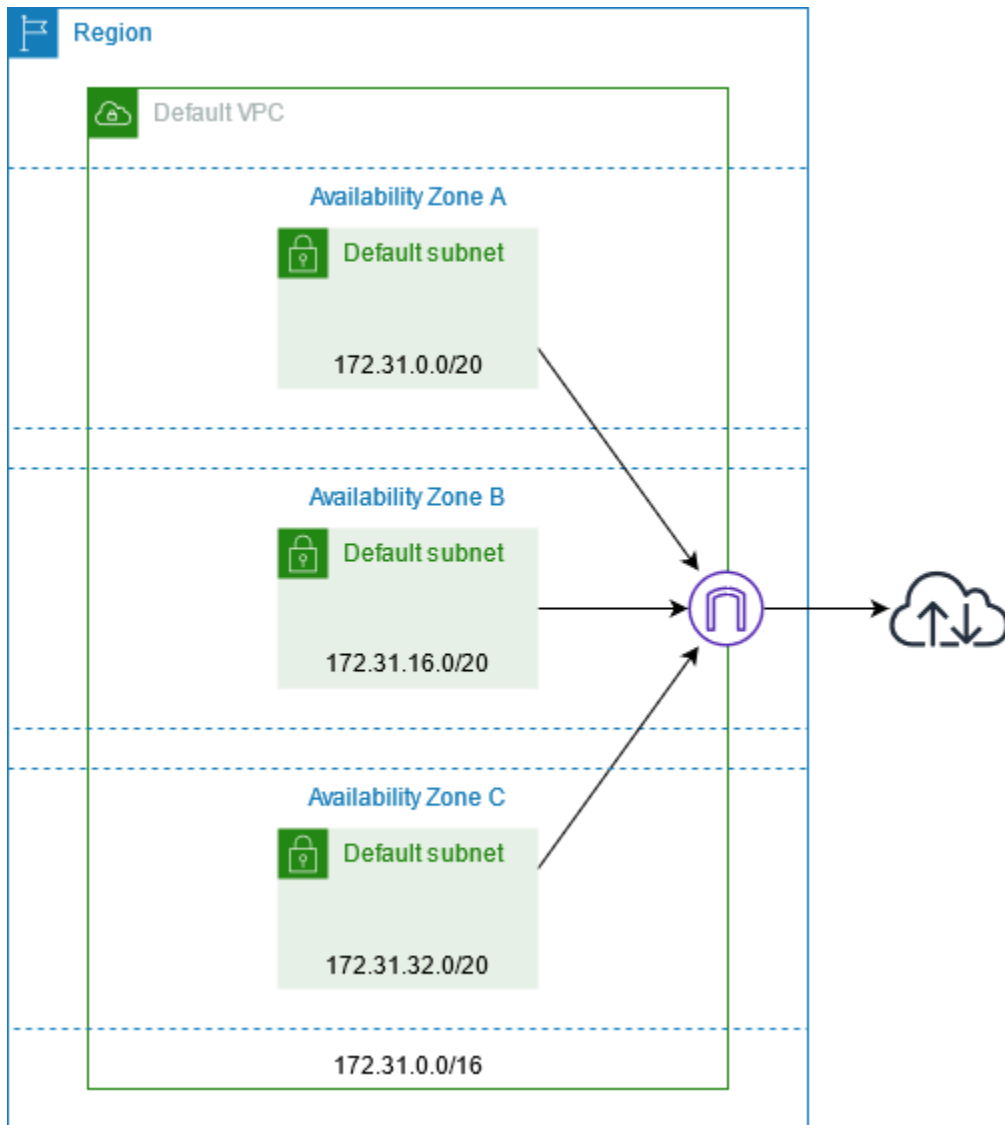 Region
Default VPC
Availability Zone A
Default subnet
172.31.0.0/20
Availability Zone B
Default subnet
172.31.16.0/20
Availability Zone C
Default subnet
172.31.32.0/20
172.31.0.0/16